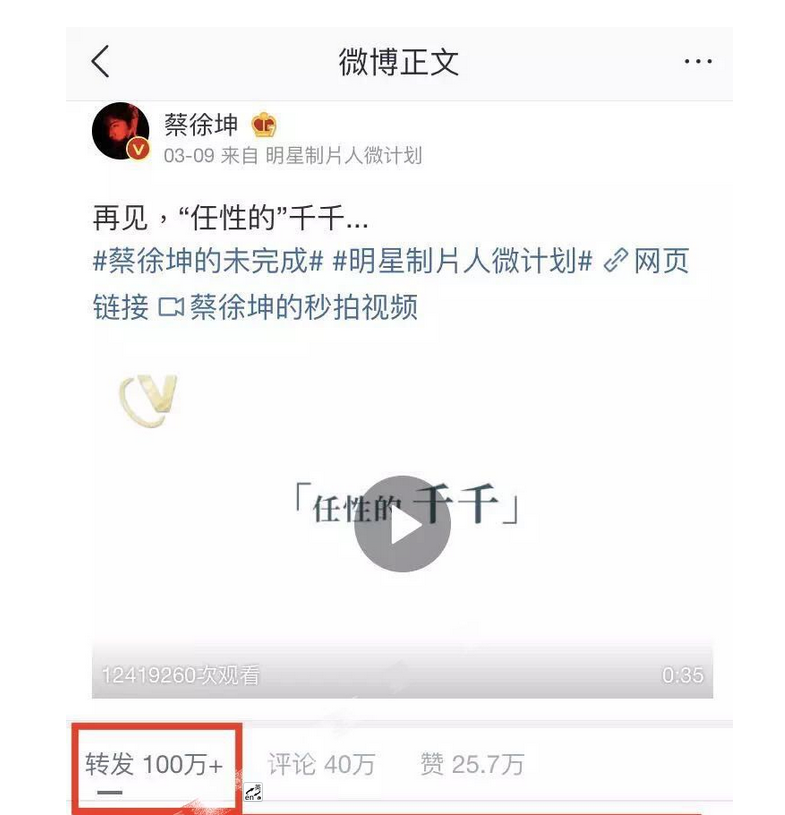 微博正文
蔡徐坤
03-09 来自 明星制片人微计划
再见，“任性的”千千...
#蔡徐坤的未完成# #明星制片人微计划# 网页
链接 蔡徐坤的秒拍视频
「任性的 千千」
12419260次观看 0:35
转发 100万+ 评论 40万 赞 25.7万